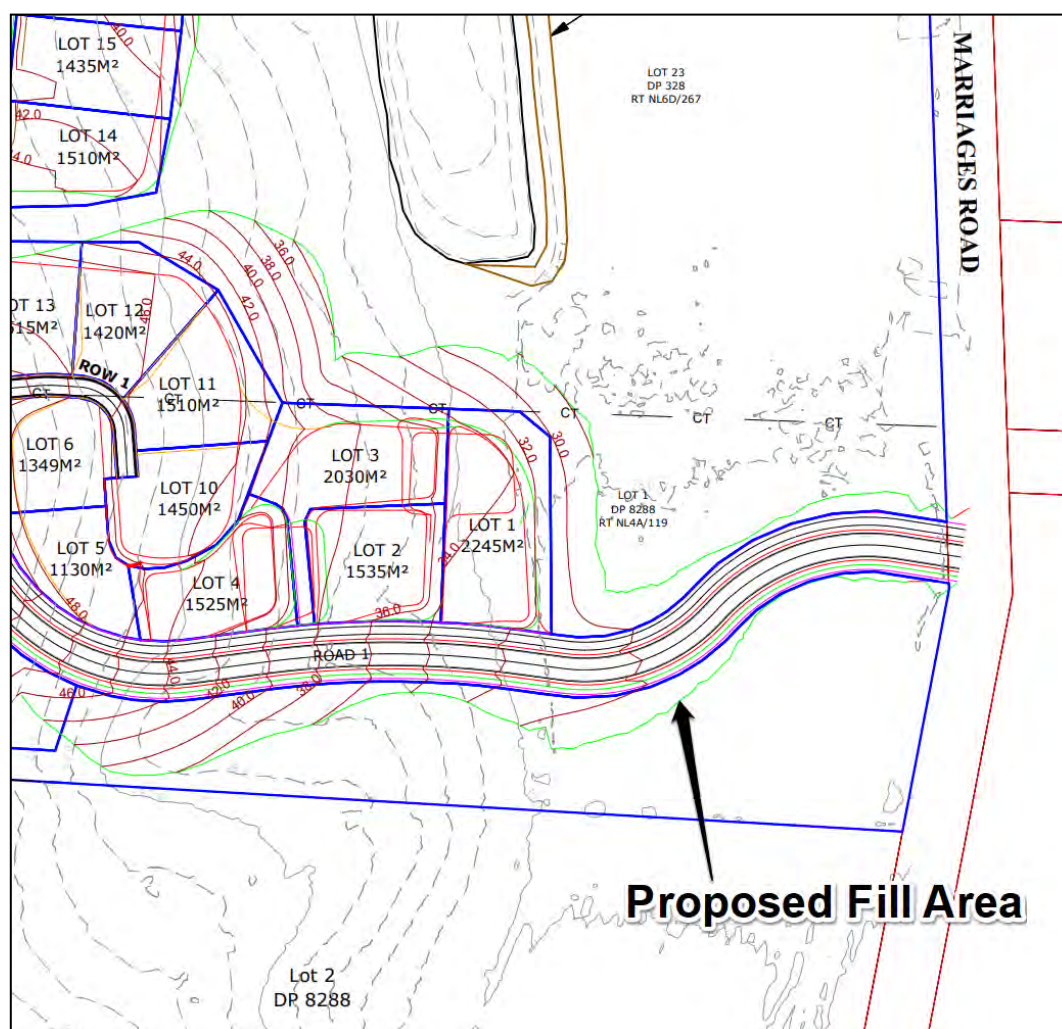 40.0
LOT 15
1435M²
42.0
LOT 14
1510M²
4.0
LOT 23
DP 328
RT NL6D/267
MARRIAGES ROAD
44.0
36.0
38.0
40.0
42.0
OT 13
515M²
LOT 12
1420M²
46.0
ROW 1
LOT 11
1510M²
CT
CT
CT
CT
CT
CT
CT
LOT 6
1349M²
LOT 3
2030M²
32.0
30.0
LOT 10
1450M²
LOT 1
DP 8288
RT NL4A/119
LOT 1
2245M²
LOT 5
1130M²
LOT 2
1535M²
34.0
LOT 4
1525M²
48.0
36.0
ROAD 1
44.0
46.0
42.0
40.0
38.0
Proposed Fill Area
Lot 2
DP 8288